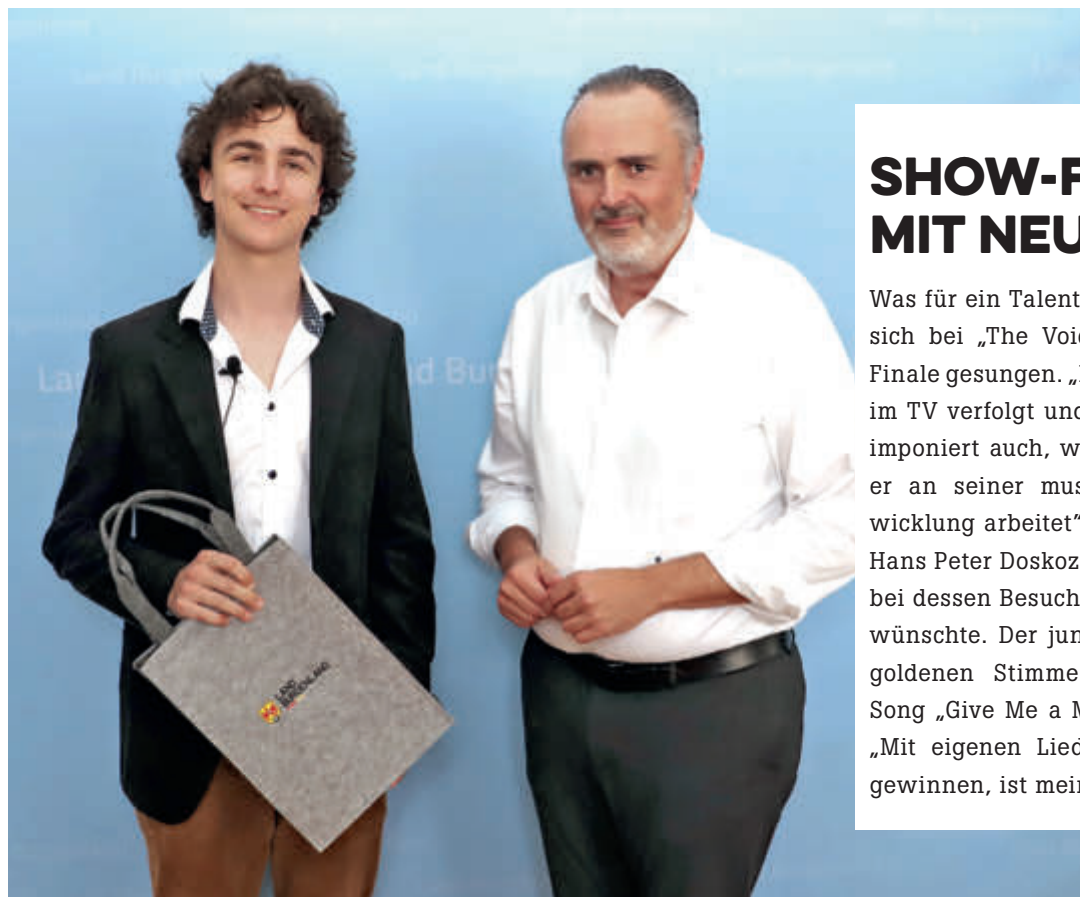 LAND
BURGENLAND
SHOW-F
MIT NEU
Was für ein Talent
sich bei „The Voic
Finale gesungen. „
im TV verfolgt und
imponiert auch, w
er an seiner mus
wicklung arbeitet”
Hans Peter Doskoz
bei dessen Besuch
wünschte. Der jun
goldenen Stimme
Song „Give Me a M
„Mit eigenen Lied
gewinnen, ist mein